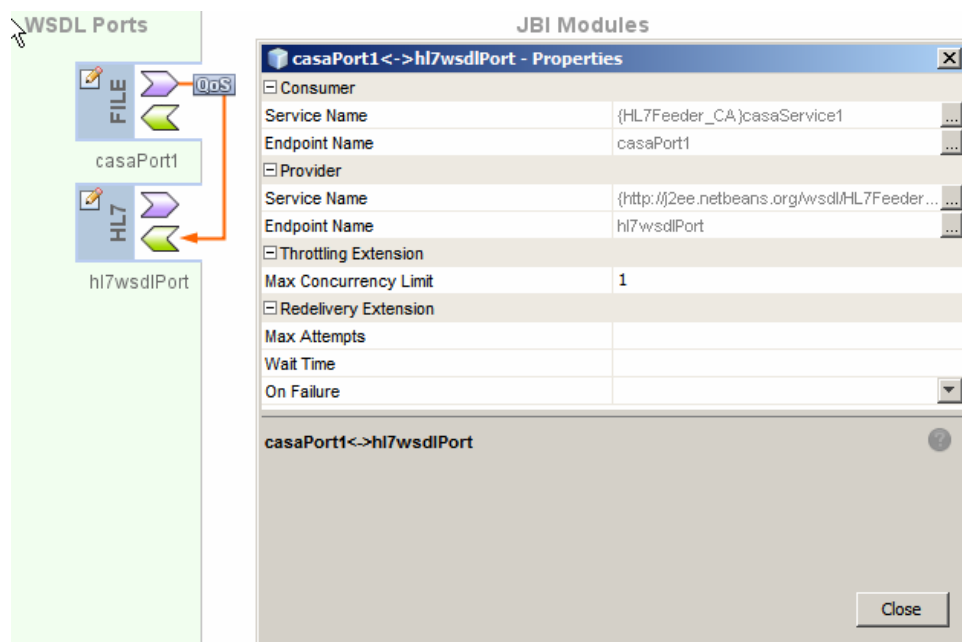 WSDL Ports
JBI Modules
FILE
QoS
casaPort1
HL7
hl7wsdlPort
casaPort1<->hl7wsdlPort - Properties
Consumer
Service Name {HL7Feeder_CA}casaService1 ...
Endpoint Name casaPort1 ...
Provider
Service Name {http://j2ee.netbeans.org/wsdl/HL7Feeder... ...
Endpoint Name hl7wsdlPort ...
Throttling Extension
Max Concurrency Limit 1
Redelivery Extension
Max Attempts
Wait Time
On Failure
casaPort1<->hl7wsdlPort
Close